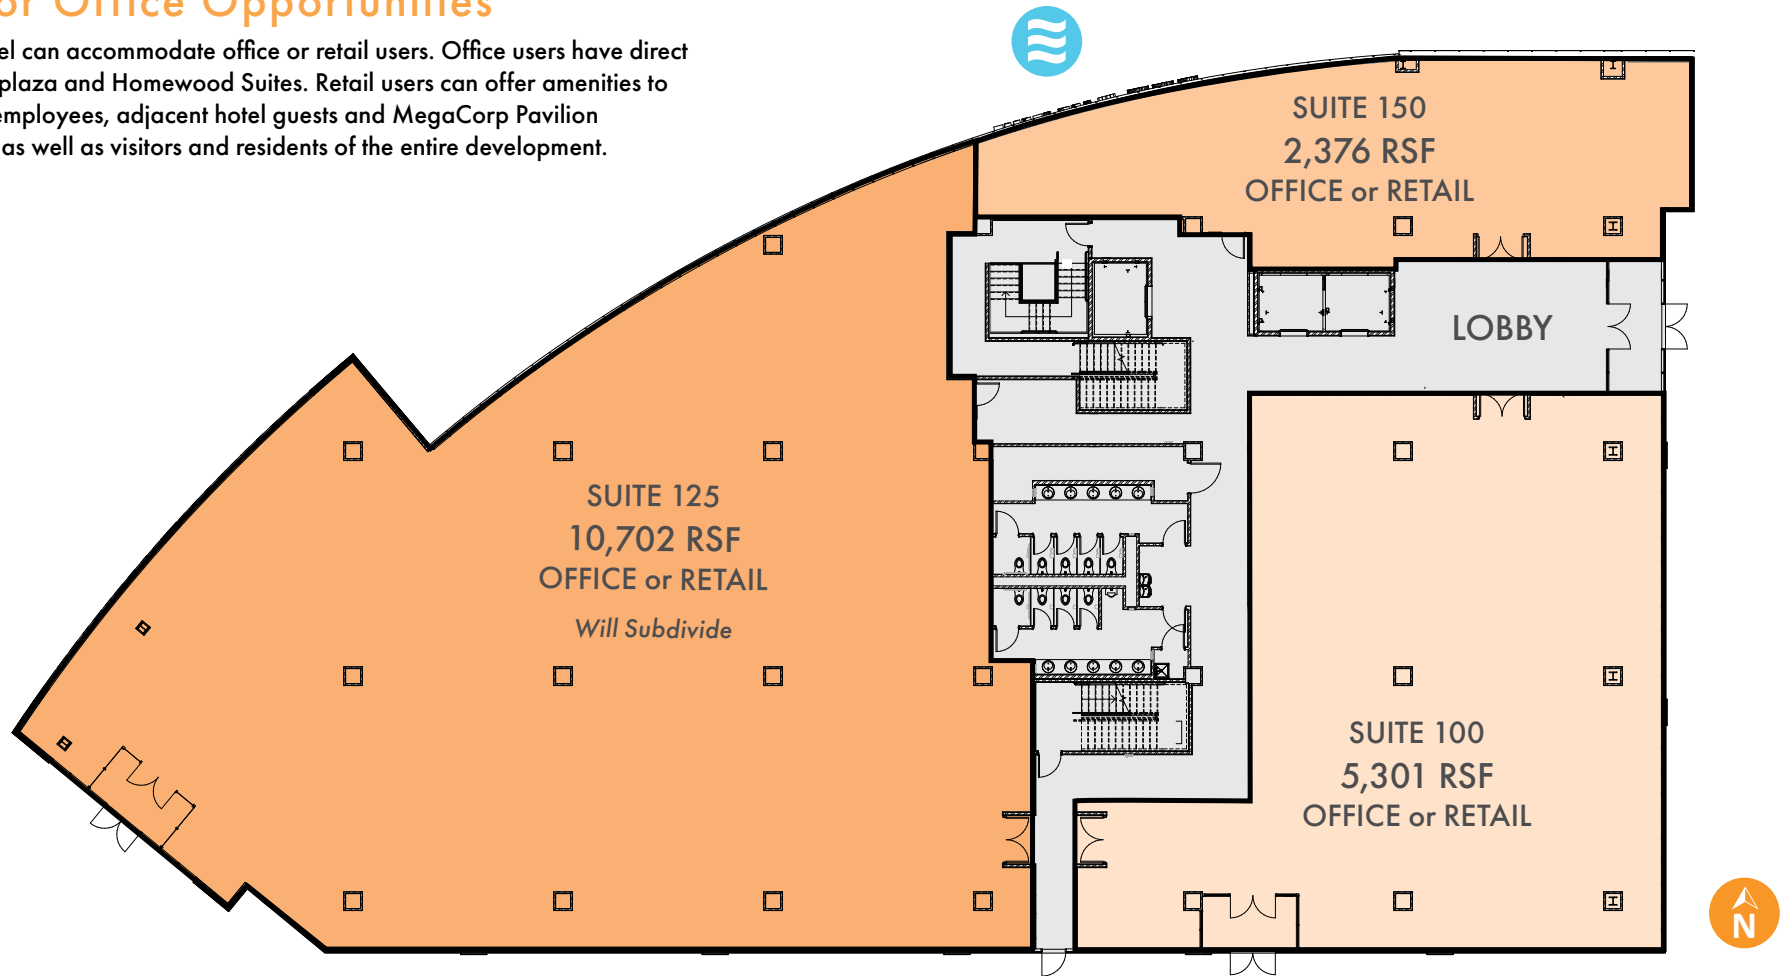 or Office Opportunities
el can accommodate office or retail users. Office users have direct
plaza and Homewood Suites. Retail users can offer amenities to
employees, adjacent hotel guests and MegaCorp Pavilion
as well as visitors and residents of the entire development.
SUITE 150
2,376 RSF
OFFICE or RETAIL
LOBBY
SUITE 125
10,702 RSF
OFFICE or RETAIL
Will Subdivide
SUITE 100
5,301 RSF
OFFICE or RETAIL
N